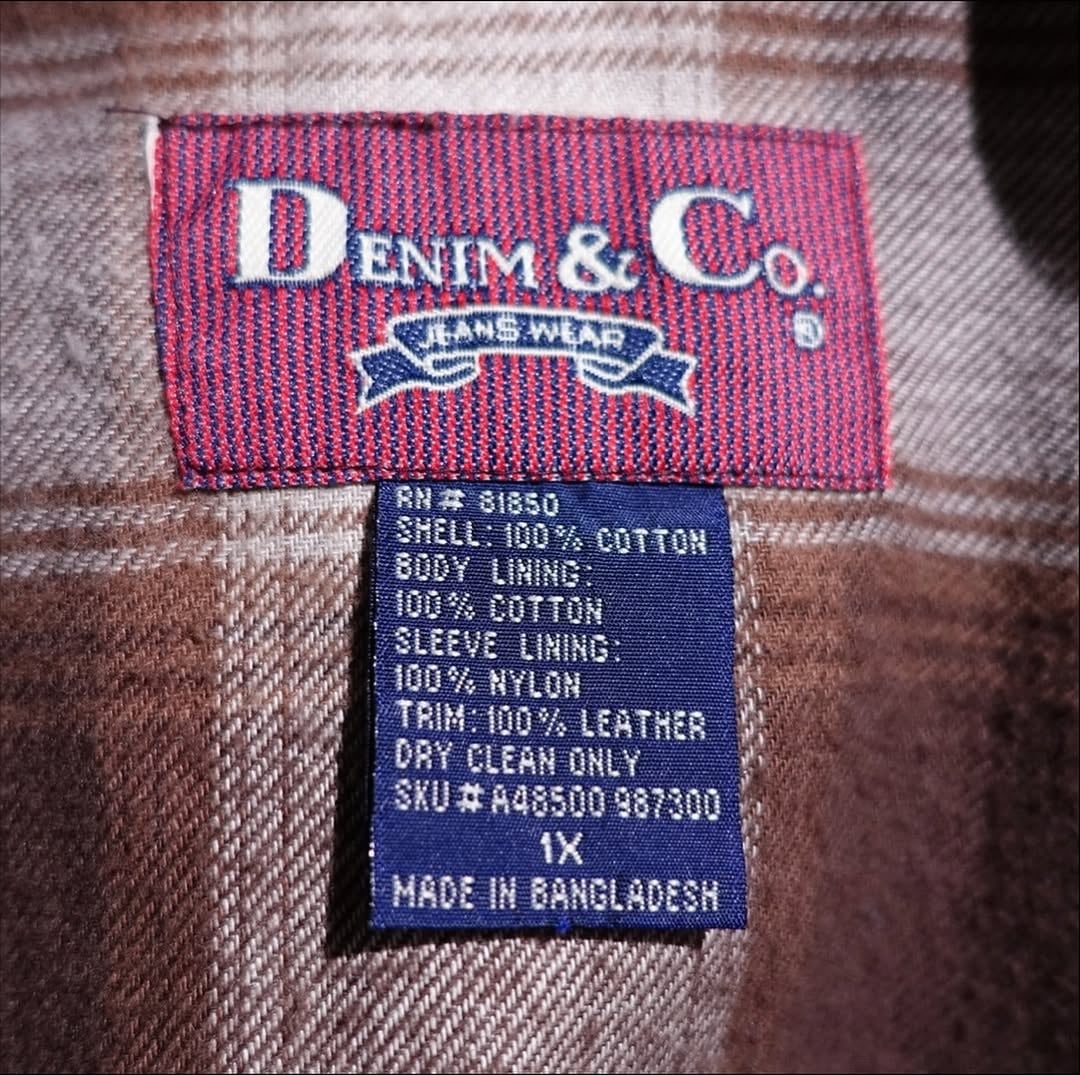 DENIM & CO.
JEANS WEAR
®
RN # 81850
SHELL: 100% COTTON
BODY LINING:
100% COTTON
SLEEVE LINING:
100% NYLON
TRIM: 100% LEATHER
DRY CLEAN ONLY
SKU # A48500 987300
1X
MADE IN BANGLADESH